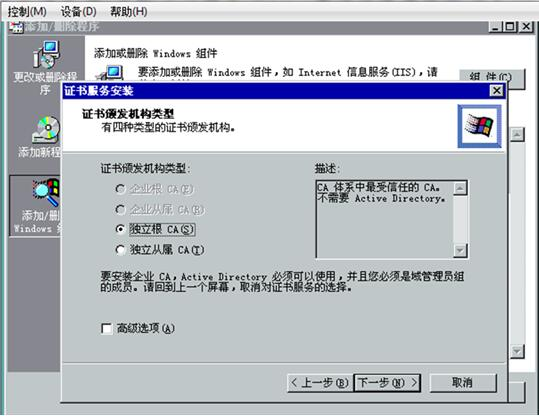 控制(M) 设备(D) 帮助(H)
添加/删除程序
添加或删除 Windows 组件
更改或删除程序
要添加或删除 Windows 组件，如 Internet 信息服务(IIS)，请
组件(C)
证书服务安装
证书颁发机构类型
有四种类型的证书颁发机构。
添加新程
添加/删
Windows
证书颁发机构类型:
企业根 CA(E)
企业从属 CA(R)
独立根 CA(S)
独立从属 CA(T)
描述:
CA 体系中最受信任的 CA。
不需要 Active Directory。
要安装企业 CA，Active Directory 必须可以使用，并且您必须是域管理员组
的成员。请回到上一个屏幕，取消对证书服务的选择。
高级选项(A)
< 上一步(B)
下一步(N) >
取消